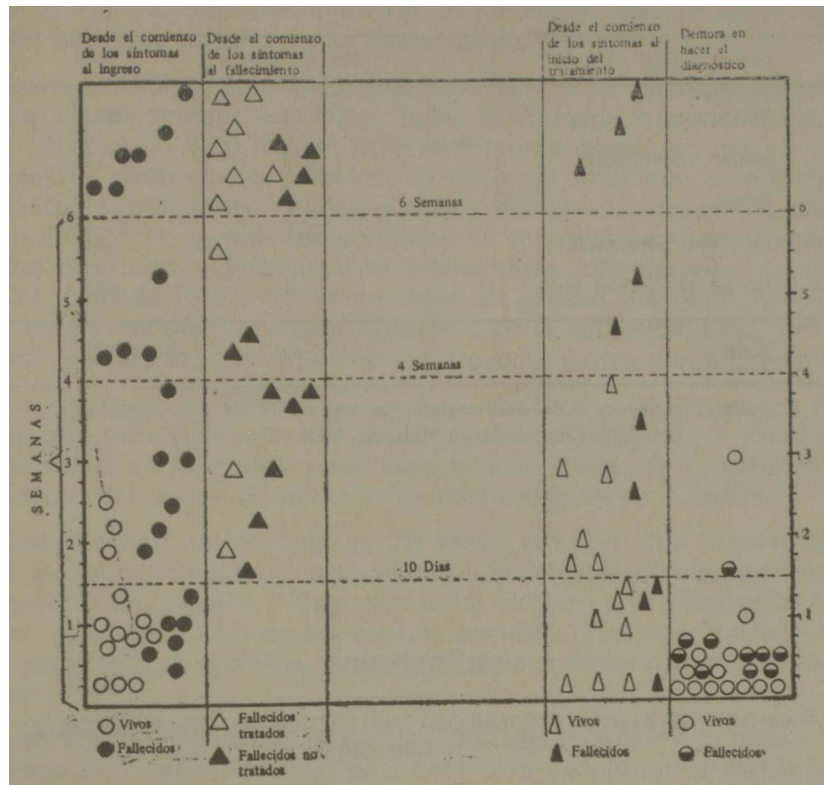 Desde el comienzo
de los síntomas
al ingreso
Desde el comienzo
de los síntomas
al fallecimiento
Desde el comienzo
de los síntomas al
inicio del
tratamiento
Demora en
hacer el
diagnóstico
6 Semanas
6
5
5
4 Semanas
4
4
SEMANAS
3
3
2
2
10 Días
1
1
Vivos
Fallecidos
Fallecidos
tratados
Fallecidos no
tratados
Vivos
Fallecidos
Vivos
Fallecidos